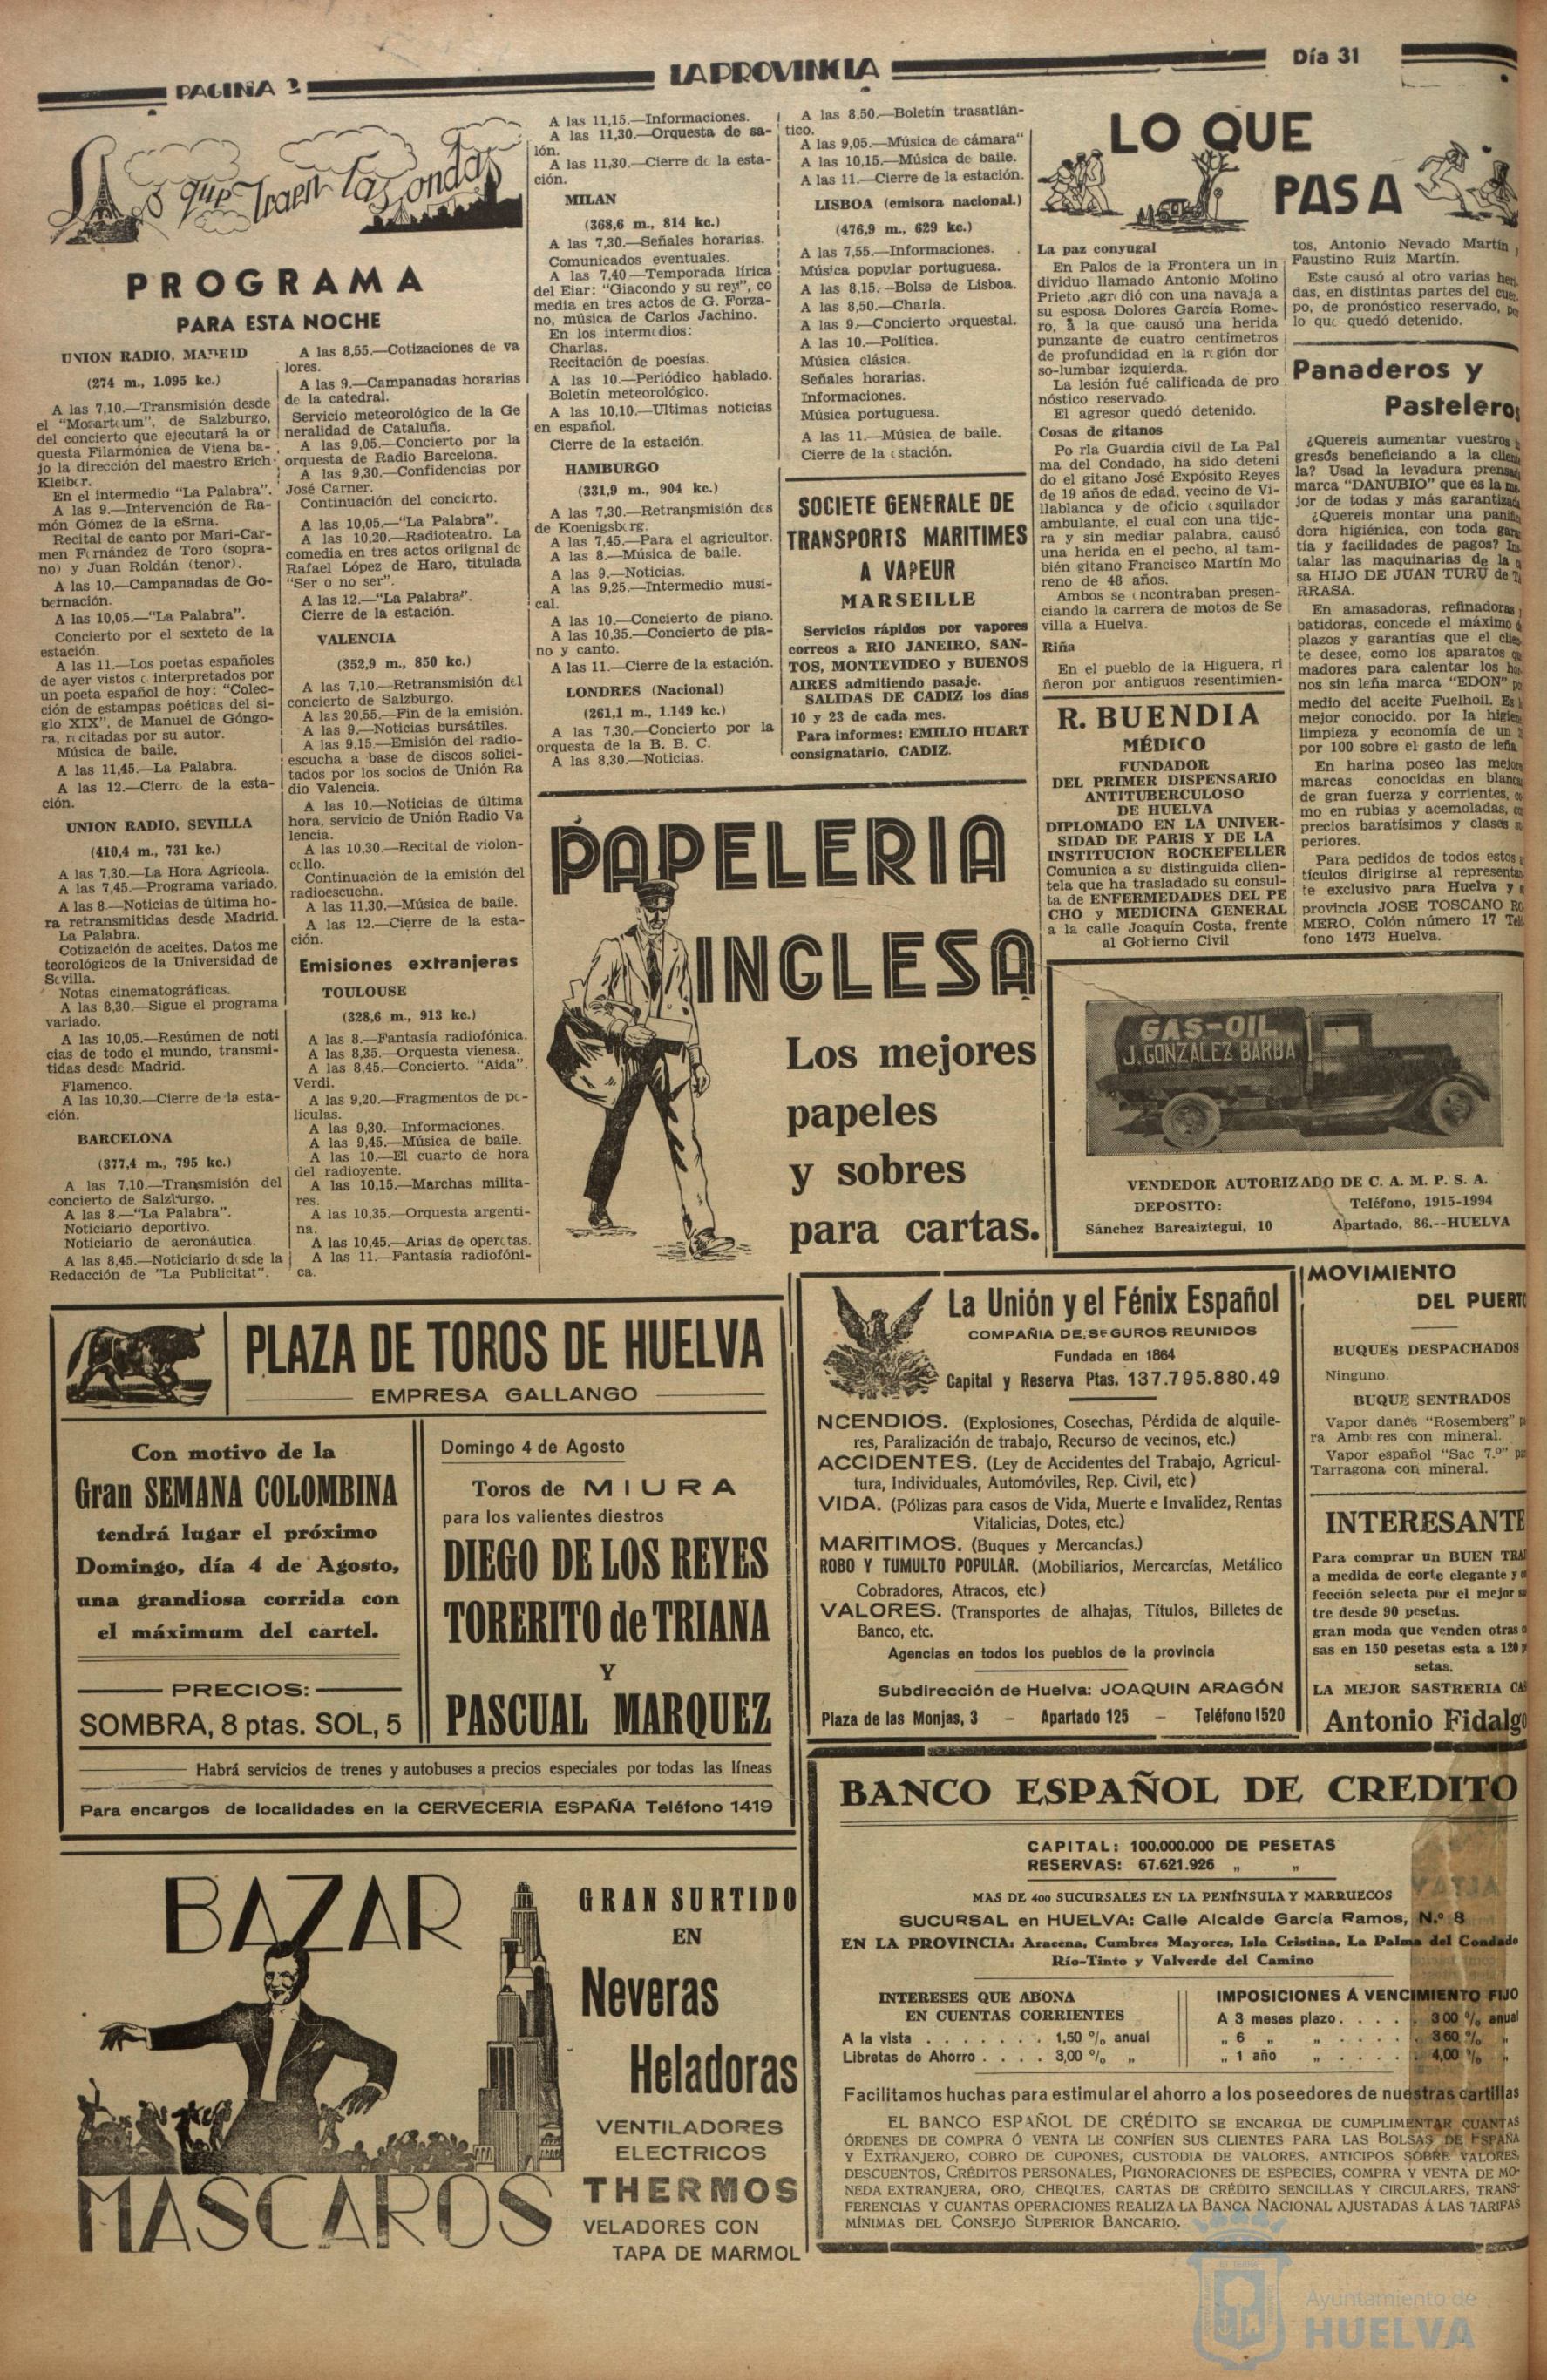 PAGINA 2
LA PROVINCIA
Día 31
Lo que traen las ondas
PROGRAMA
PARA ESTA NOCHE
UNION RADIO, MADRID
(274 m., 1.095 kc.)
A las 7,10.—Transmisión desde
el "Mozarteum", de Salzburgo,
del concierto que ejecutará la or
questa Filarmónica de Viena ba-
jo la dirección del maestro Erich
Kleiber.
En el intermedio "La Palabra".
A las 9.—Intervención de Ra-
món Gómez de la eSrna.
Recital de canto por Mari-Car-
men Fernández de Toro (sopra-
no) y Juan Roldán (tenor).
A las 10.—Campanadas de Go-
bernación.
A las 10,05.—"La Palabra".
Concierto por el sexteto de la
estación.
A las 11.—Los poetas españoles
de ayer vistos e interpretados por
un poeta español de hoy: "Colec-
ción de estampas poéticas del si-
glo XIX", de Manuel de Góngo-
ra, recitadas por su autor.
Música de baile.
A las 11,45.—La Palabra.
A las 12.—Cierre de la esta-
ción.
UNION RADIO, SEVILLA
(410,4 m., 731 kc.)
A las 7,30.—La Hora Agrícola.
A las 7,45.—Programa variado.
A las 8.—Noticias de última ho-
ra retransmitidas desde Madrid.
La Palabra.
Cotización de aceites. Datos me
teorológicos de la Universidad de
Sevilla.
Notas cinematográficas.
A las 8,30.—Sigue el programa
variado.
A las 10,05.—Resúmen de noti
cias de todo el mundo, transmi-
tidas desde Madrid.
Flamenco.
A las 10,30.—Cierre de la esta-
ción.
BARCELONA
(377,4 m., 795 kc.)
A las 7,10.—Transmisión del
concierto de Salzburgo.
A las 8.—"La Palabra".
Noticiario deportivo.
Noticiario de aeronáutica.
A las 8,45.—Noticiario desde la
Redacción de "La Publicitat".
A las 8,55.—Cotizaciones de va
lores.
A las 9.—Campanadas horarias
de la catedral.
Servicio meteorológico de la Ge
neralidad de Cataluña.
A las 9,05.—Concierto por la
orquesta de Radio Barcelona.
A las 9,30.—Confidencias por
José Carner.
Continuación del concierto.
A las 10,05.—"La Palabra".
A las 10,20.—Radioteatro. La
comedia en tres actos oriignal de
Rafael López de Haro, titulada
"Ser o no ser".
A las 12.—"La Palabra".
Cierre de la estación.
VALENCIA
(352,9 m., 850 kc.)
A las 7,10.—Retransmisión del
concierto de Salzburgo.
A las 20,55.—Fin de la emisión.
A las 9.—Noticias bursátiles.
A las 9,15.—Emisión del radio-
escucha a base de discos solici-
tados por los socios de Unión Ra
dio Valencia.
A las 10.—Noticias de última
hora, servicio de Unión Radio Va
lencia.
A las 10,30.—Recital de violon-
cello.
Continuación de la emisión del
radioescucha.
A las 11,30.—Música de baile.
A las 12.—Cierre de la esta-
ción.
Emisiones extranjeras
TOULOUSE
(328,6 m., 913 kc.)
A las 8.—Fantasía radiofónica.
A las 8,35.—Orquesta vienesa.
A las 8,45.—Concierto. "Aida".
Verdi.
A las 9,20.—Fragmentos de pe-
lículas.
A las 9,30.—Informaciones.
A las 9,45.—Música de baile.
A las 10.—El cuarto de hora
del radioyente.
A las 10,15.—Marchas milita-
res.
A las 10,35.—Orquesta argenti-
na.
A las 10,45.—Arias de operetas.
A las 11.—Fantasía radiofóni-
ca.
A las 11,15.—Informaciones.
A las 11,30.—Orquesta de sa-
lón.
A las 11,30.—Cierre de la esta-
ción.
MILAN
(368,6 m., 814 kc.)
A las 7,30.—Señales horarias.
Comunicados eventuales.
A las 7,40—Temporada lírica
del Eiar: "Giacondo y su rey", co
media en tres actos de G. Forza-
no, música de Carlos Jachino.
En los intermedios:
Charlas.
Recitación de poesías.
A las 10.—Periódico hablado.
Boletín meteorológico.
A las 10,10.—Ultimas noticias
en español.
Cierre de la estación.
HAMBURGO
(331,9 m., 904 kc.)
A las 7,30.—Retransmisión des
de Koenigsberg.
A las 7,45.—Para el agricultor.
A las 8.—Música de baile.
A las 9.—Noticias.
A las 9,25.—Intermedio musi-
cal.
A las 10.—Concierto de piano.
A las 10,35.—Concierto de pia-
no y canto.
A las 11.—Cierre de la estación.
LONDRES (Nacional)
(261,1 m., 1.149 kc.)
A las 7,30.—Concierto por la
orquesta de la B. B. C.
A las 8,30.—Noticias.
A las 8,50.—Boletín trasatlán-
tico.
A las 9,05.—Música de cámara"
A las 10,15.—Música de baile.
A las 11.—Cierre de la estación.
LISBOA (emisora nacional.)
(476,9 m., 629 kc.)
A las 7,55.—Informaciones.
Música popular portuguesa.
A las 8,15.—Bolsa de Lisboa.
A las 8,50.—Charla.
A las 9.—Concierto orquestal.
A las 10.—Política.
Música clásica.
Señales horarias.
Informaciones.
Música portuguesa.
A las 11.—Música de baile.
Cierre de la estación.
SOCIETE GENERALE DE
TRANSPORTS MARITIMES
A VAPEUR
MARSEILLE
Servicios rápidos por vapores
correos a RIO JANEIRO, SAN-
TOS, MONTEVIDEO y BUENOS
AIRES admitiendo pasaje.
SALIDAS DE CADIZ los días
10 y 23 de cada mes.
Para informes: EMILIO HUART
consignatario, CADIZ.
PAPELERIA
INGLESA
Los mejores
papeles
y sobres
para cartas.
LO QUE
PASA
La paz conyugal
En Palos de la Frontera un in
dividuo llamado Antonio Molino
Prieto ,agredió con una navaja a
su esposa Dolores García Rome-
ro, a la que causó una herida
punzante de cuatro centímetros
de profundidad en la región dor
so-lumbar izquierda.
La lesión fué calificada de pro
nóstico reservado.
El agresor quedó detenido.
Cosas de gitanos
Po rla Guardia civil de La Pal
ma del Condado, ha sido deteni
do el gitano José Expósito Reyes
de 19 años de edad, vecino de Vi-
llablanca y de oficio esquilador
ambulante, el cual con una tije-
ra y sin mediar palabra, causó
una herida en el pecho, al tam-
bién gitano Francisco Martín Mo
reno de 48 años.
Ambos se encontraban presen-
ciando la carrera de motos de Se
villa a Huelva.
Riña
En el pueblo de la Higuera, ri
ñeron por antiguos resentimien-
tos, Antonio Nevado Martín y
Faustino Ruiz Martín.
Este causó al otro varias heri-
das, en distintas partes del cuer-
po, de pronóstico reservado, por
lo que quedó detenido.
R. BUENDIA
MÉDICO
FUNDADOR
DEL PRIMER DISPENSARIO
ANTITUBERCULOSO
DE HUELVA
DIPLOMADO EN LA UNIVER-
SIDAD DE PARIS Y DE LA
INSTITUCION ROCKEFELLER
Comunica a su distinguida clien-
tela que ha trasladado su consul-
ta de ENFERMEDADES DEL PE
CHO y MEDICINA GENERAL
a la calle Joaquín Costa, frente
al Gobierno Civil
Panaderos y
Pasteleros
¿Quereis aumentar vuestros
gresos beneficiando a la cliente
la? Usad la levadura prensada
marca "DANUBIO" que es la me
jor de todas y más garantizada
¿Quereis montar una panifica
dora higiénica, con toda garan
tía y facilidades de pagos? Ins
talar las maquinarias de la
sa HIJO DE JUAN TURU de
RRASA.
En amasadoras, refinadoras y
batidoras, concede el máximo
plazos y garantías que el clien
te desee, como los aparatos que
madores para calentar los hor
nos sin leña marca "EDON" por
medio del aceite Fuelhoil. Es
mejor conocido. por la higiene
limpieza y economía de un
por 100 sobre el gasto de leña
En harina poseo las mejores
marcas conocidas en blancas
de gran fuerza y corrientes, co
mo en rubias y acemoladas,
precios baratísimos y clases su
periores.
Para pedidos de todos estos
tículos dirigirse al representan
te exclusivo para Huelva y
provincia JOSE TOSCANO RO
MERO, Colón número 17 Telé
fono 1473 Huelva.
GAS-OIL
J. GONZALEZ BARBA
VENDEDOR AUTORIZADO DE C. A. M. P. S. A.
DEPOSITO:
Sánchez Barcaiztegui, 10
Teléfono, 1915-1994
Apartado, 86.--HUELVA
PLAZA DE TOROS DE HUELVA
EMPRESA GALLANGO
Con motivo de la
Gran SEMANA COLOMBINA
tendrá lugar el próximo
Domingo, día 4 de Agosto,
una grandiosa corrida con
el máximum del cartel.
PRECIOS:
SOMBRA, 8 ptas. SOL, 5
Domingo 4 de Agosto
Toros de MIURA
para los valientes diestros
DIEGO DE LOS REYES
TORERITO de TRIANA
Y
PASCUAL MARQUEZ
Habrá servicios de trenes y autobuses a precios especiales por todas las líneas
Para encargos de localidades en la CERVECERIA ESPAÑA Teléfono 1419
La Unión y el Fénix Español
COMPAÑIA DE SEGUROS REUNIDOS
Fundada en 1864
Capital y Reserva Ptas. 137.795.880.49
NCENDIOS. (Explosiones, Cosechas, Pérdida de alquile-
res, Paralización de trabajo, Recurso de vecinos, etc.)
ACCIDENTES. (Ley de Accidentes del Trabajo, Agricul-
tura, Individuales, Automóviles, Rep. Civil, etc)
VIDA. (Pólizas para casos de Vida, Muerte e Invalidez, Rentas
Vitalicias, Dotes, etc.)
MARITIMOS. (Buques y Mercancías.)
ROBO Y TUMULTO POPULAR. (Mobiliarios, Mercarcías, Metálico
Cobradores, Atracos, etc)
VALORES. (Transportes de alhajas, Títulos, Billetes de
Banco, etc.
Agencias en todos los pueblos de la provincia
Subdirección de Huelva: JOAQUIN ARAGÓN
Plaza de las Monjas, 3 – Apartado 125 – Teléfono 1520
MOVIMIENTO
DEL PUERTO
BUQUES DESPACHADOS
Ninguno.
BUQUE SENTRADOS
Vapor danés "Rosemberg" pa
ra Amberes con mineral.
Vapor español "Sac 7.º" para
Tarragona con mineral.
INTERESANTE
Para comprar un BUEN TRAJE
a medida de corte elegante y
fección selecta por el mejor sas
tre desde 90 pesetas.
gran moda que venden otras
sas en 150 pesetas esta a 120
setas.
LA MEJOR SASTRERIA
Antonio Fidalgo
BAZAR
MASCAROS
GRAN SURTIDO
EN
Neveras
Heladoras
VENTILADORES
ELECTRICOS
THERMOS
VELADORES CON
TAPA DE MARMOL
BANCO ESPAÑOL DE CREDITO
CAPITAL: 100.000.000 DE PESETAS
RESERVAS: 67.621.926 „ „
MAS DE 400 SUCURSALES EN LA PENÍNSULA Y MARRUECOS
SUCURSAL en HUELVA: Calle Alcalde García Ramos, N.º 8
EN LA PROVINCIA: Aracena, Cumbres Mayores, Isla Cristina, La Palma del Condado
Río-Tinto y Valverde del Camino
INTERESES QUE ABONA
EN CUENTAS CORRIENTES
A la vista . . . . . . . 1,50 % anual
Libretas de Ahorro . . . . 3,00 % „
IMPOSICIONES Á VENCIMIENTO FIJO
A 3 meses plazo. . . . . 3 00 % anual
„ 6 „ „ . . . . . 3 60 % „
„ 1 año „ . . . . . 4,00 % „
Facilitamos huchas para estimular el ahorro a los poseedores de nuestras cartillas
EL BANCO ESPAÑOL DE CRÉDITO SE ENCARGA DE CUMPLIMENTAR CUANTAS
ÓRDENES DE COMPRA Ó VENTA LE CONFÍEN SUS CLIENTES PARA LAS BOLSAS DE ESPAÑA
Y EXTRANJERO, COBRO DE CUPONES, CUSTODIA DE VALORES, ANTICIPOS SOBRE VALORES,
DESCUENTOS, CRÉDITOS PERSONALES, PIGNORACIONES DE ESPECIES, COMPRA Y VENTA DE MO-
NEDA EXTRANJERA, ORO, CHEQUES, CARTAS DE CRÉDITO SENCILLAS Y CIRCULARES, TRANS-
FERENCIAS Y CUANTAS OPERACIONES REALIZA LA BANCA NACIONAL AJUSTADAS Á LAS TARIFAS
MÍNIMAS DEL CONSEJO SUPERIOR BANCARIO.
Ayuntamiento de
HUELVA